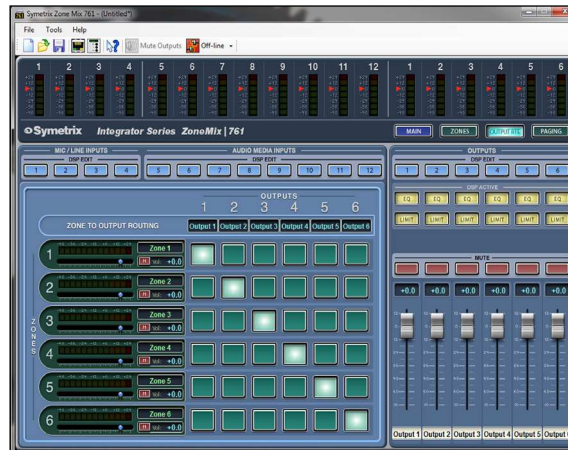 Symetrix Zone Mix 761 - (Untitled*)
File Tools Help
Mute Outputs Off-line
1 2 3 4 5 6 7 8 9 10 11 12 1 2 3 4 5 6
Symetrix Integrator Series ZoneMix | 761 MAIN ZONES OUTPUT RTE PAGING
MIC / LINE INPUTS AUDIO MEDIA INPUTS OUTPUTS
DSP EDIT DSP EDIT DSP EDIT
1 2 3 4 5 6 7 8 9 10 11 12 1 2 3 4 5 6
DSP ACTIVE
EQ EQ EQ EQ EQ EQ
LIMIT LIMIT LIMIT LIMIT LIMIT LIMIT
OUTPUTS
1 2 3 4 5 6
ZONE TO OUTPUT ROUTING Output 1 Output 2 Output 3 Output 4 Output 5 Output 6
ZONES
1 Zone 1
Vol: +0.0
2 Zone 2
Vol: +0.0
3 Zone 3
Vol: +0.0
4 Zone 4
Vol: +0.0
5 Zone 5
Vol: +0.0
6 Zone 6
Vol: +0.0
MUTE
+0.0 +0.0 +0.0 +0.0 +0.0 +0.0
Output 1 Output 2 Output 3 Output 4 Output 5 Output 6